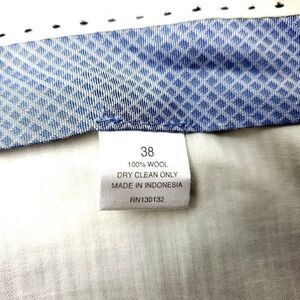 38
100% WOOL
DRY CLEAN ONLY
MADE IN INDONESIA
RN130132